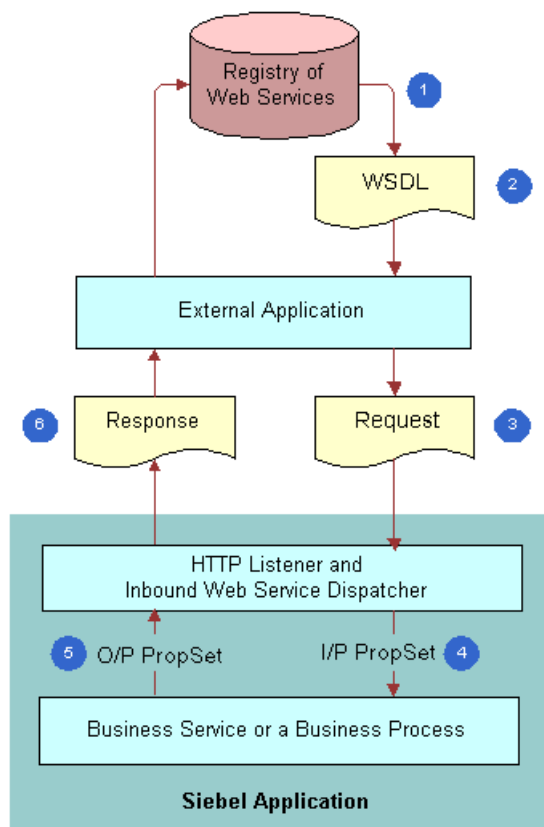 Registry of
Web Services
1
WSDL
2
External Application
6
Response
Request
3
HTTP Listener and
Inbound Web Service Dispatcher
5
O/P PropSet
I/P PropSet
4
Business Service or a Business Process
Siebel Application